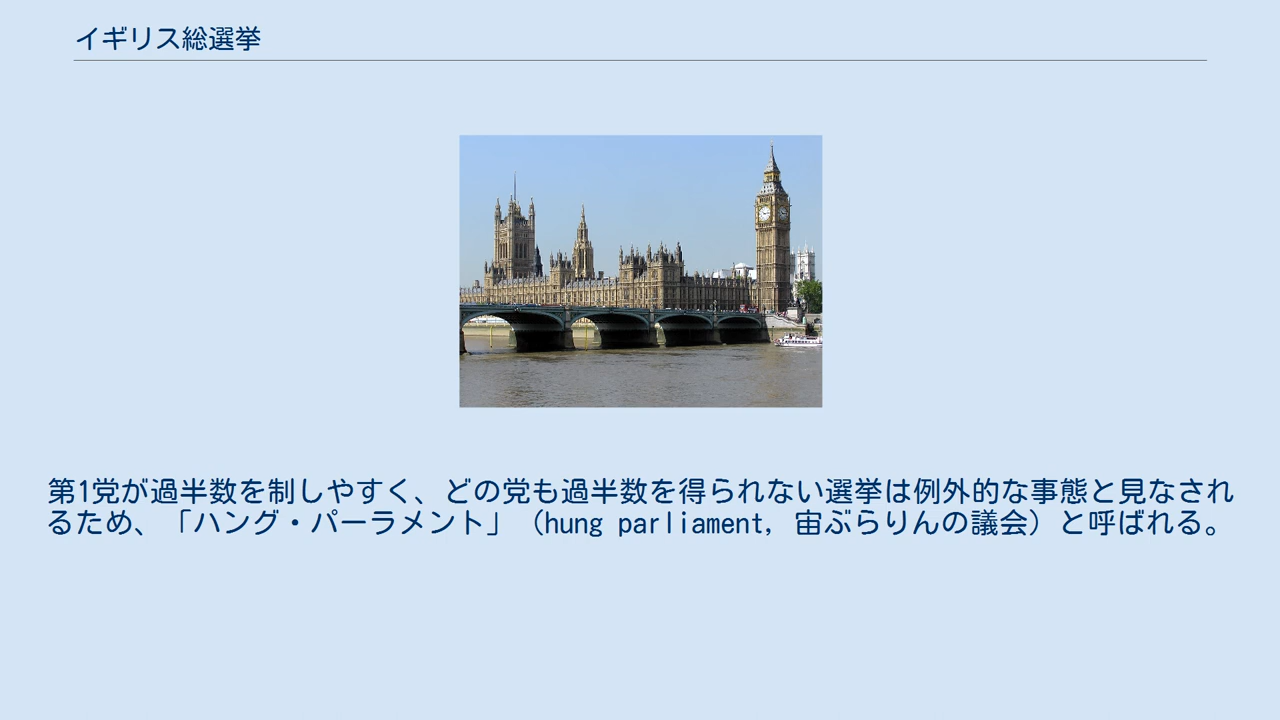 イギリス総選挙
第1党が過半数を制しやすく、どの党も過半数を得られない選挙は例外的な事態と見なされ
るため、「ハング・パーラメント」（hung parliament, 宙ぶらりんの議会）と呼ばれる。